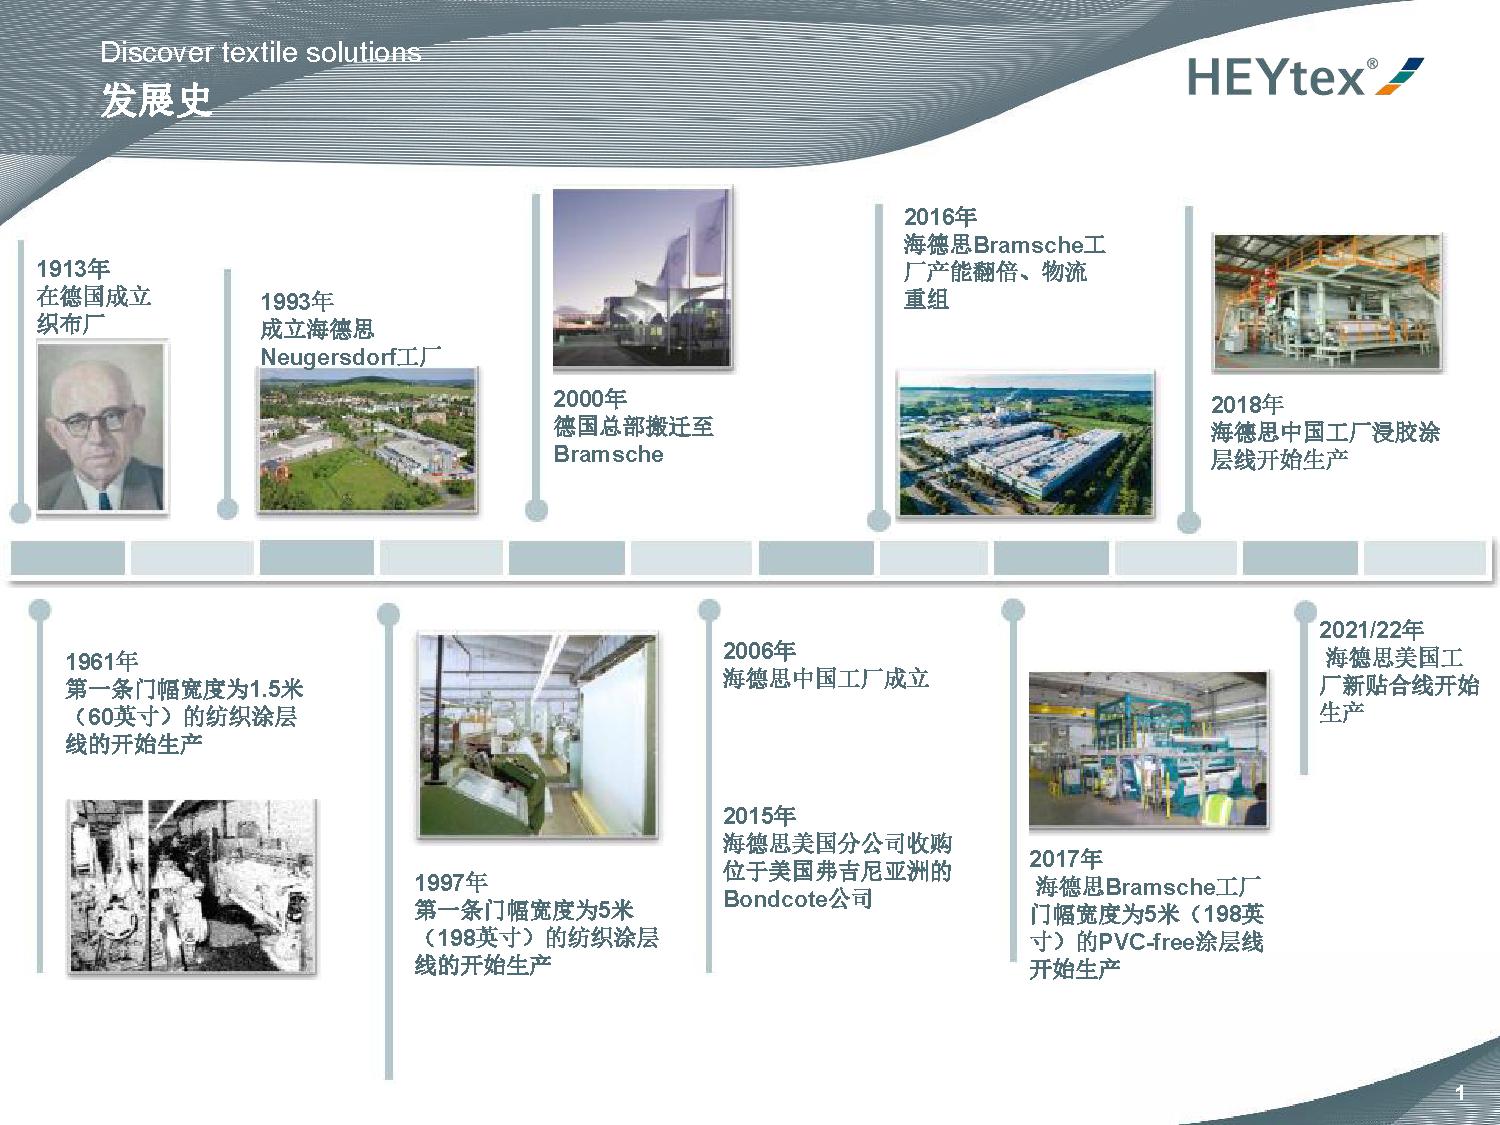 Discover textile solutions
发展史
HEYtex®
1913年
在德国成立
织布厂
1993年
成立海德思
Neugersdorf工厂
2000年
德国总部搬迁至
Bramsche
2016年
海德思Bramsche工
厂产能翻倍、物流
重组
2018年
海德思中国工厂浸胶涂
层线开始生产
1961年
第一条门幅宽度为1.5米
（60英寸）的纺织涂层
线的开始生产
1997年
第一条门幅宽度为5米
（198英寸）的纺织涂层
线的开始生产
2006年
海德思中国工厂成立
2015年
海德思美国分公司收购
位于美国弗吉尼亚洲的
Bondcote公司
2017年
海德思Bramsche工厂
门幅宽度为5米（198英
寸）的PVC-free涂层线
开始生产
2021/22年
海德思美国工
厂新贴合线开始
生产
1